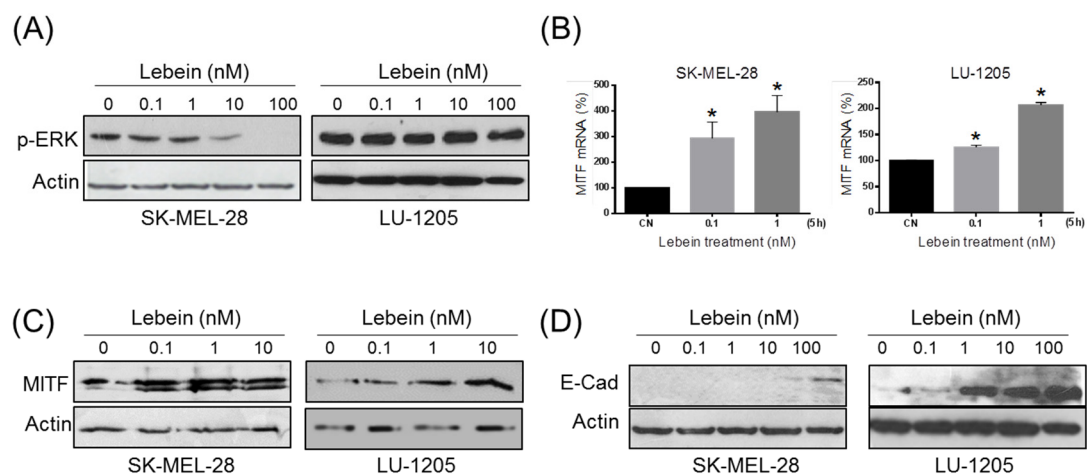 (A)
Lebein (nM)
0 0.1 1 10 100
p-ERK
Actin
SK-MEL-28
Lebein (nM)
0 0.1 1 10 100
LU-1205
(B)
SK-MEL-28
MITF mRNA (%)
500
400
300
200
100
0
CN 0.1 1 (5h)
Lebein treatment (nM)
LU-1205
MITF mRNA (%)
250
200
150
100
50
0
CN 0.1 1 (5h)
Lebein treatment (nM)
* *
* *
(C)
Lebein (nM)
0 0.1 1 10
MITF
Actin
SK-MEL-28
Lebein (nM)
0 0.1 1 10
LU-1205
(D)
Lebein (nM)
0 0.1 1 10 100
E-Cad
Actin
SK-MEL-28
Lebein (nM)
0 0.1 1 10 100
LU-1205